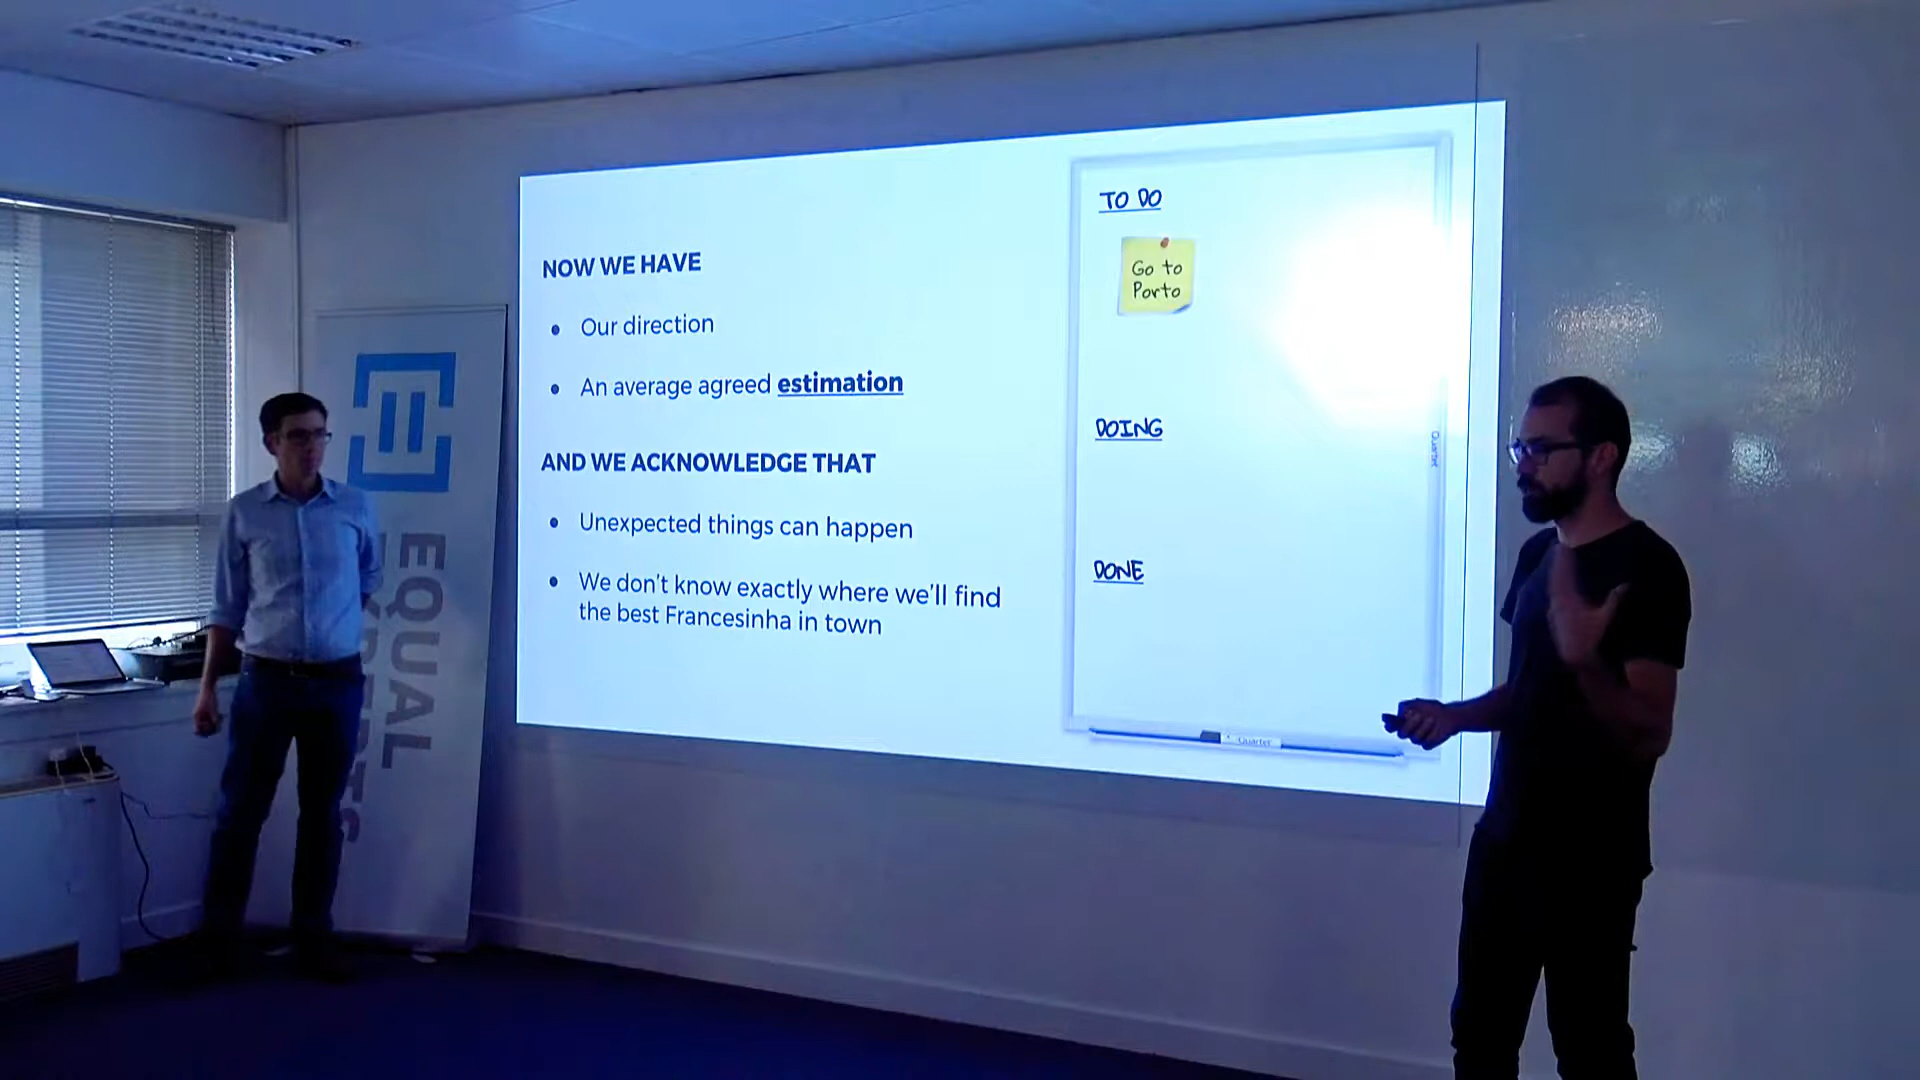 NOW WE HAVE
● Our direction
● An average agreed estimation
AND WE ACKNOWLEDGE THAT
● Unexpected things can happen
● We don't know exactly where we'll find
the best Francesinha in town
TO DO
Go to
Porto
DOING
DONE
Quartet
Quartet
EQUAL